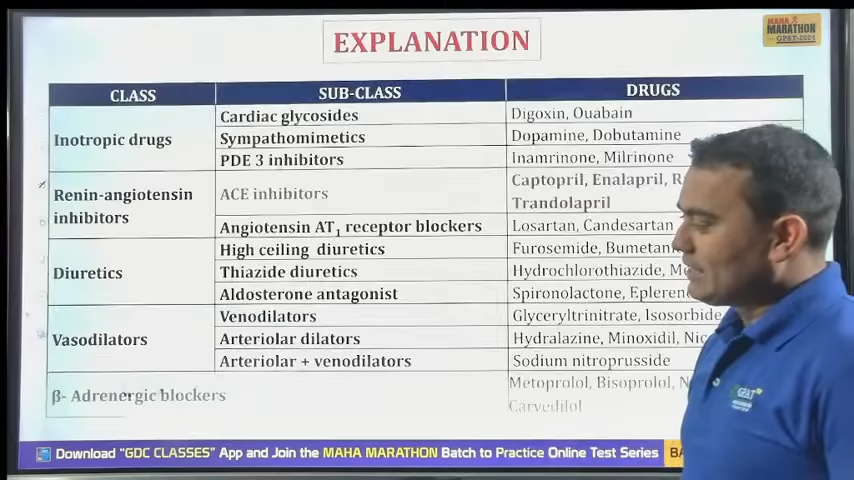 EXPLANATION
MAHA
MARATHON
GPAT-2024
CLASS SUB-CLASS DRUGS
Inotropic drugs
Cardiac glycosides Digoxin, Ouabain
Sympathomimetics Dopamine, Dobutamine
PDE 3 inhibitors Inamrinone, Milrinone
Renin-angiotensin
inhibitors
ACE inhibitors Captopril, Enalapril,
Trandolapril
Angiotensin AT1 receptor blockers Losartan, Candesartan
Diuretics
High ceiling diuretics Furosemide,
Thiazide diuretics Hydrochlorothiazide,
Aldosterone antagonist Spironolactone,
Vasodilators
Venodilators Glyceryltrinitrate, Isosorbide
Arteriolar dilators Hydralazine, Minoxidil,
Arteriolar + venodilators Sodium nitroprusside
β- Adrenergic blockers Metoprolol, Bisoprolol,
Carvedilol
GPAT
Download "GDC CLASSES" App and Join the MAHA MARATHON Batch to Practice Online Test Series